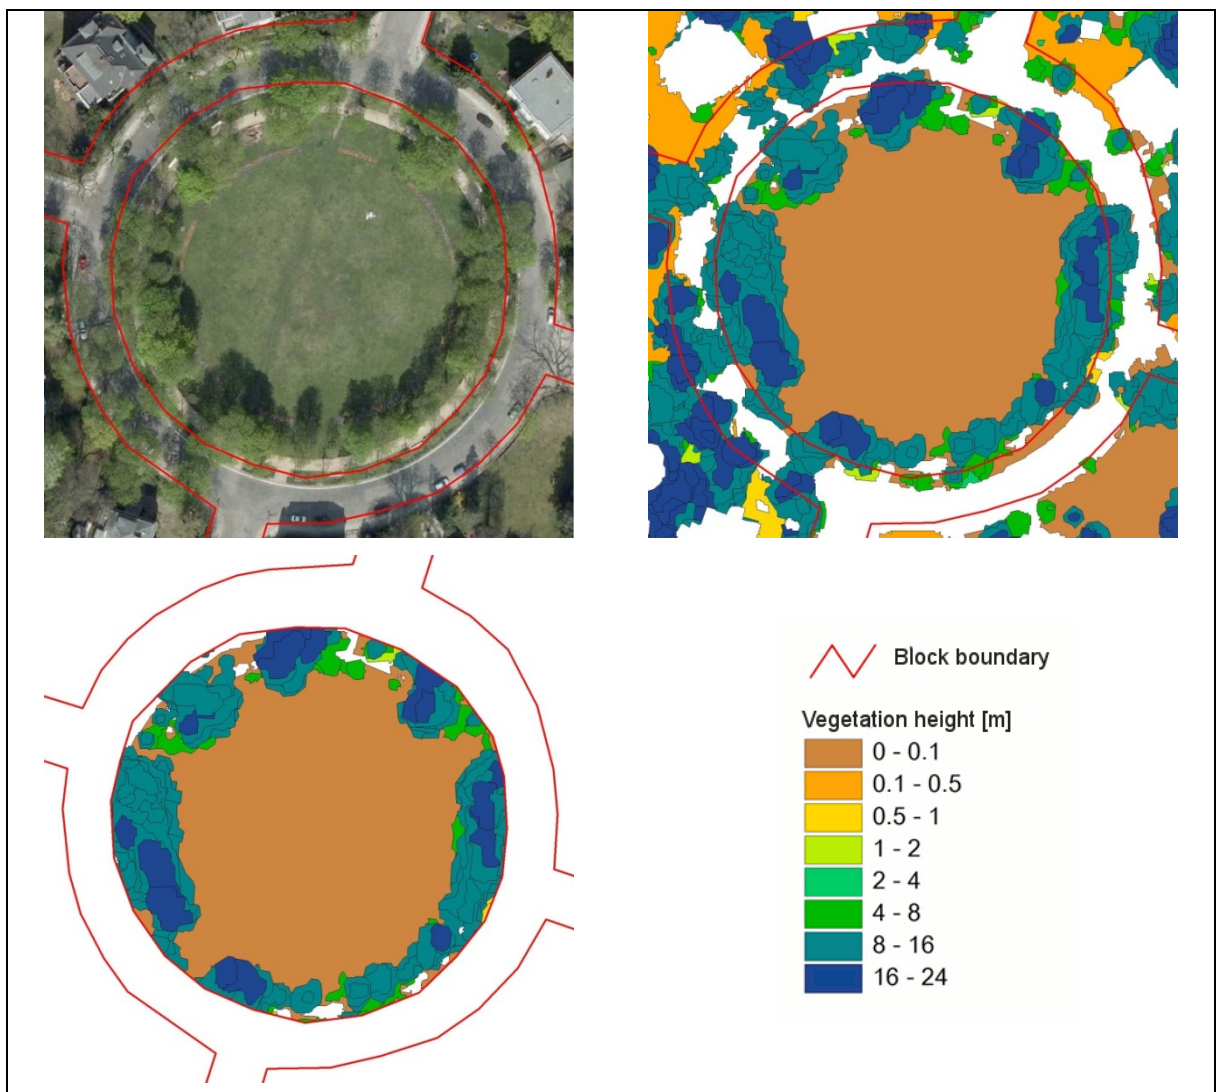 Block boundary
Vegetation height [m]
0 - 0.1
0.1 - 0.5
0.5 - 1
1 - 2
2 - 4
4 - 8
8 - 16
16 - 24